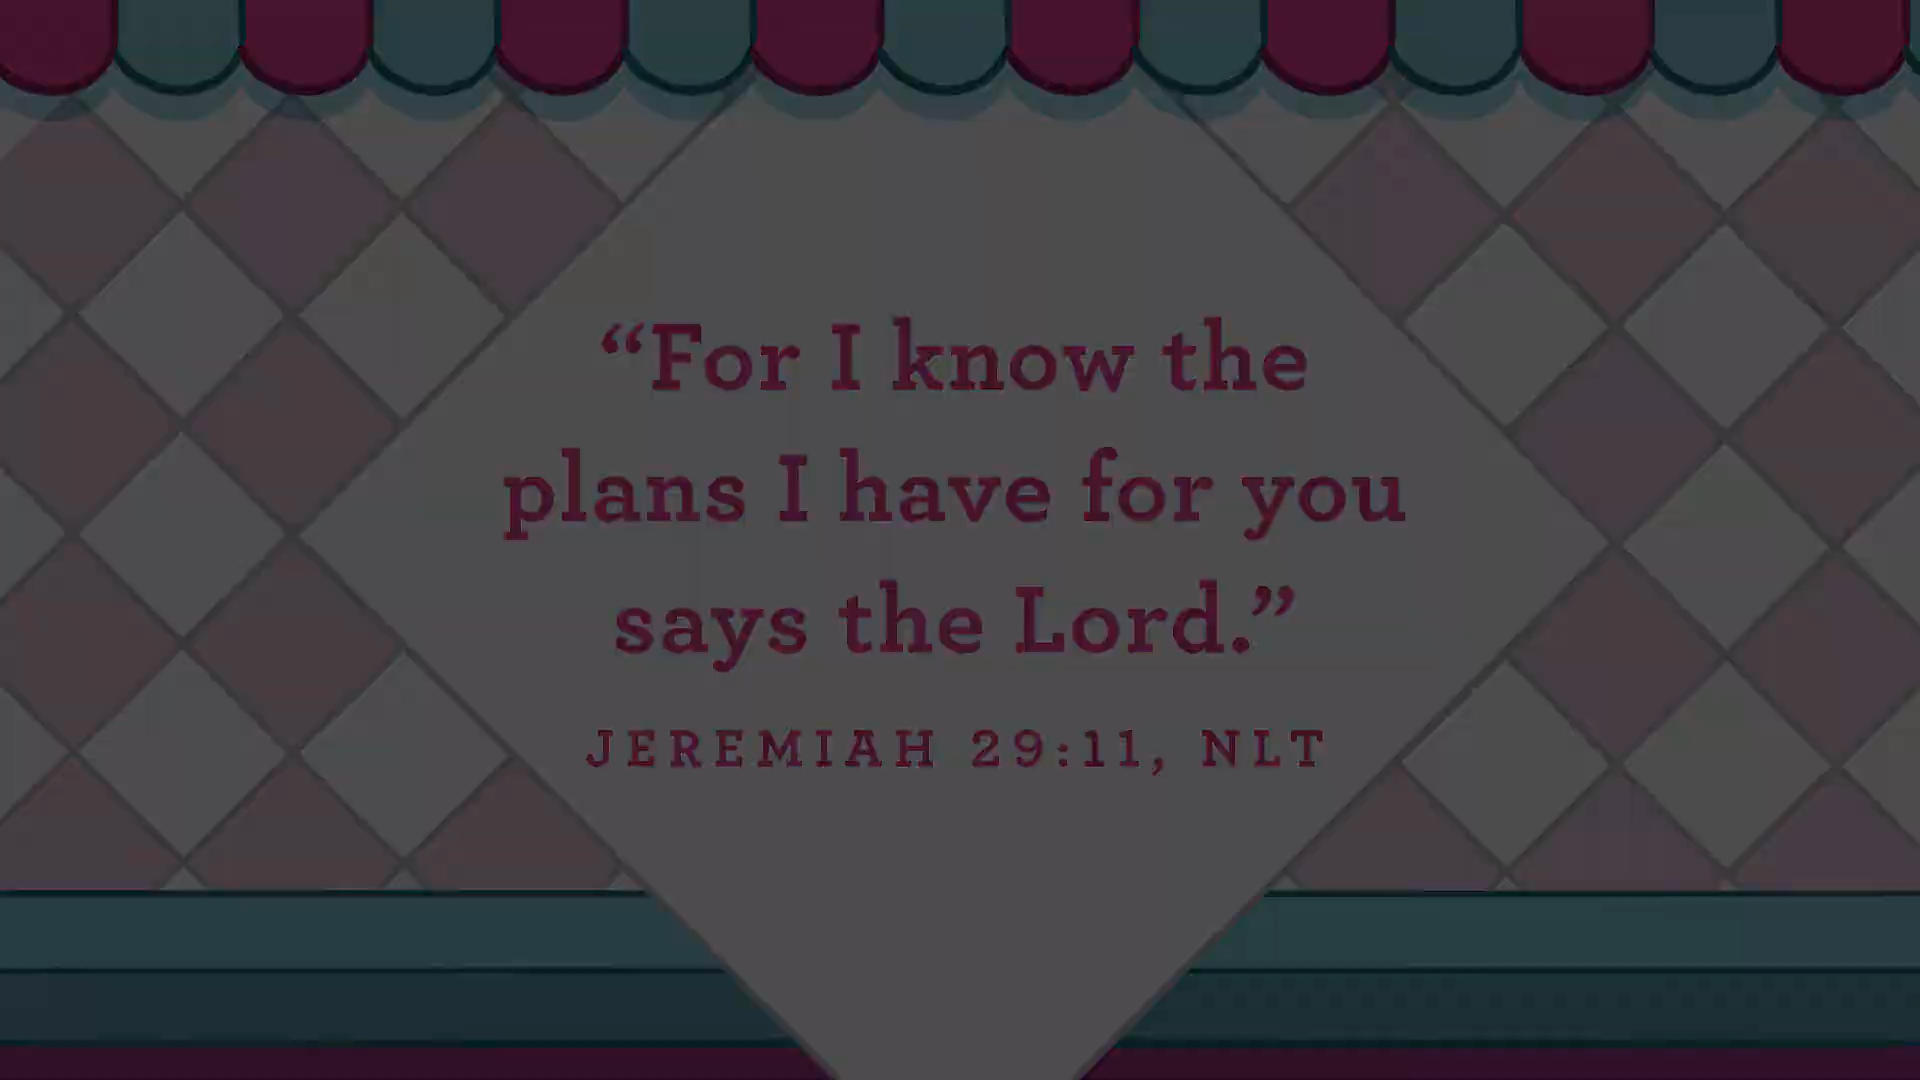 “For I know the
plans I have for you
says the Lord.”
JEREMIAH 29:11, NLT